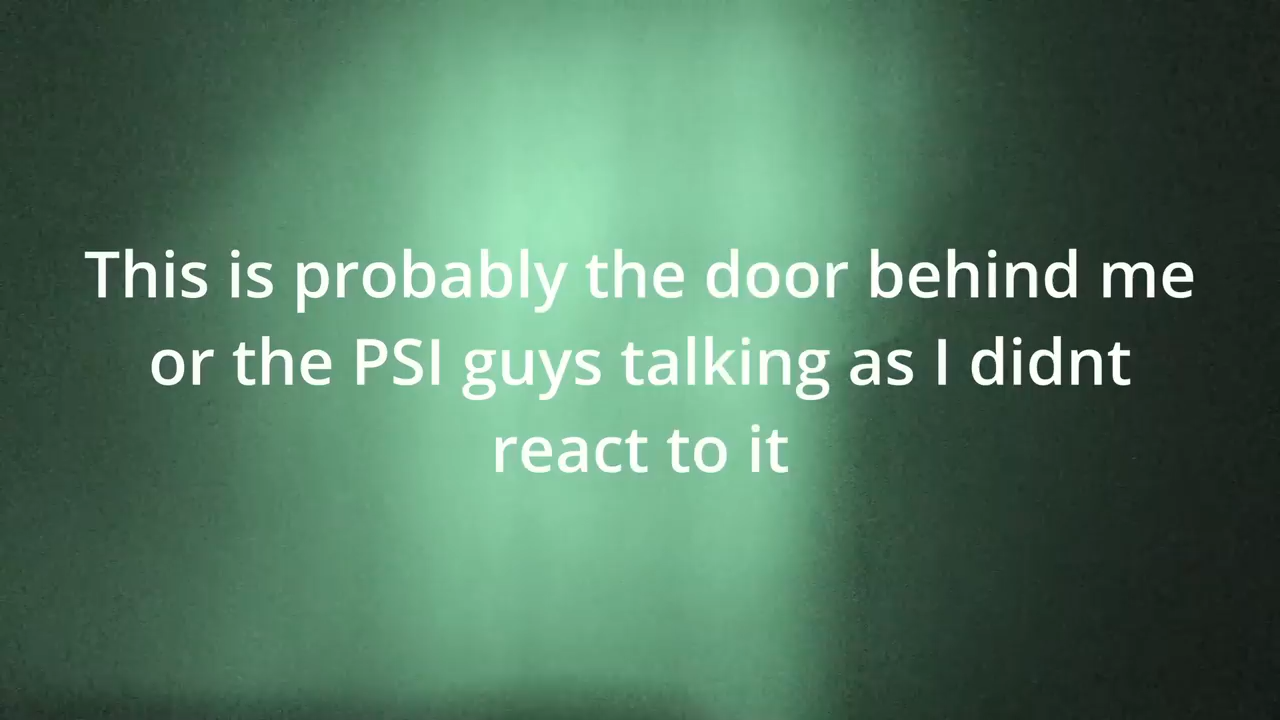 This is probably the door behind me
or the PSI guys talking as I didnt
react to it